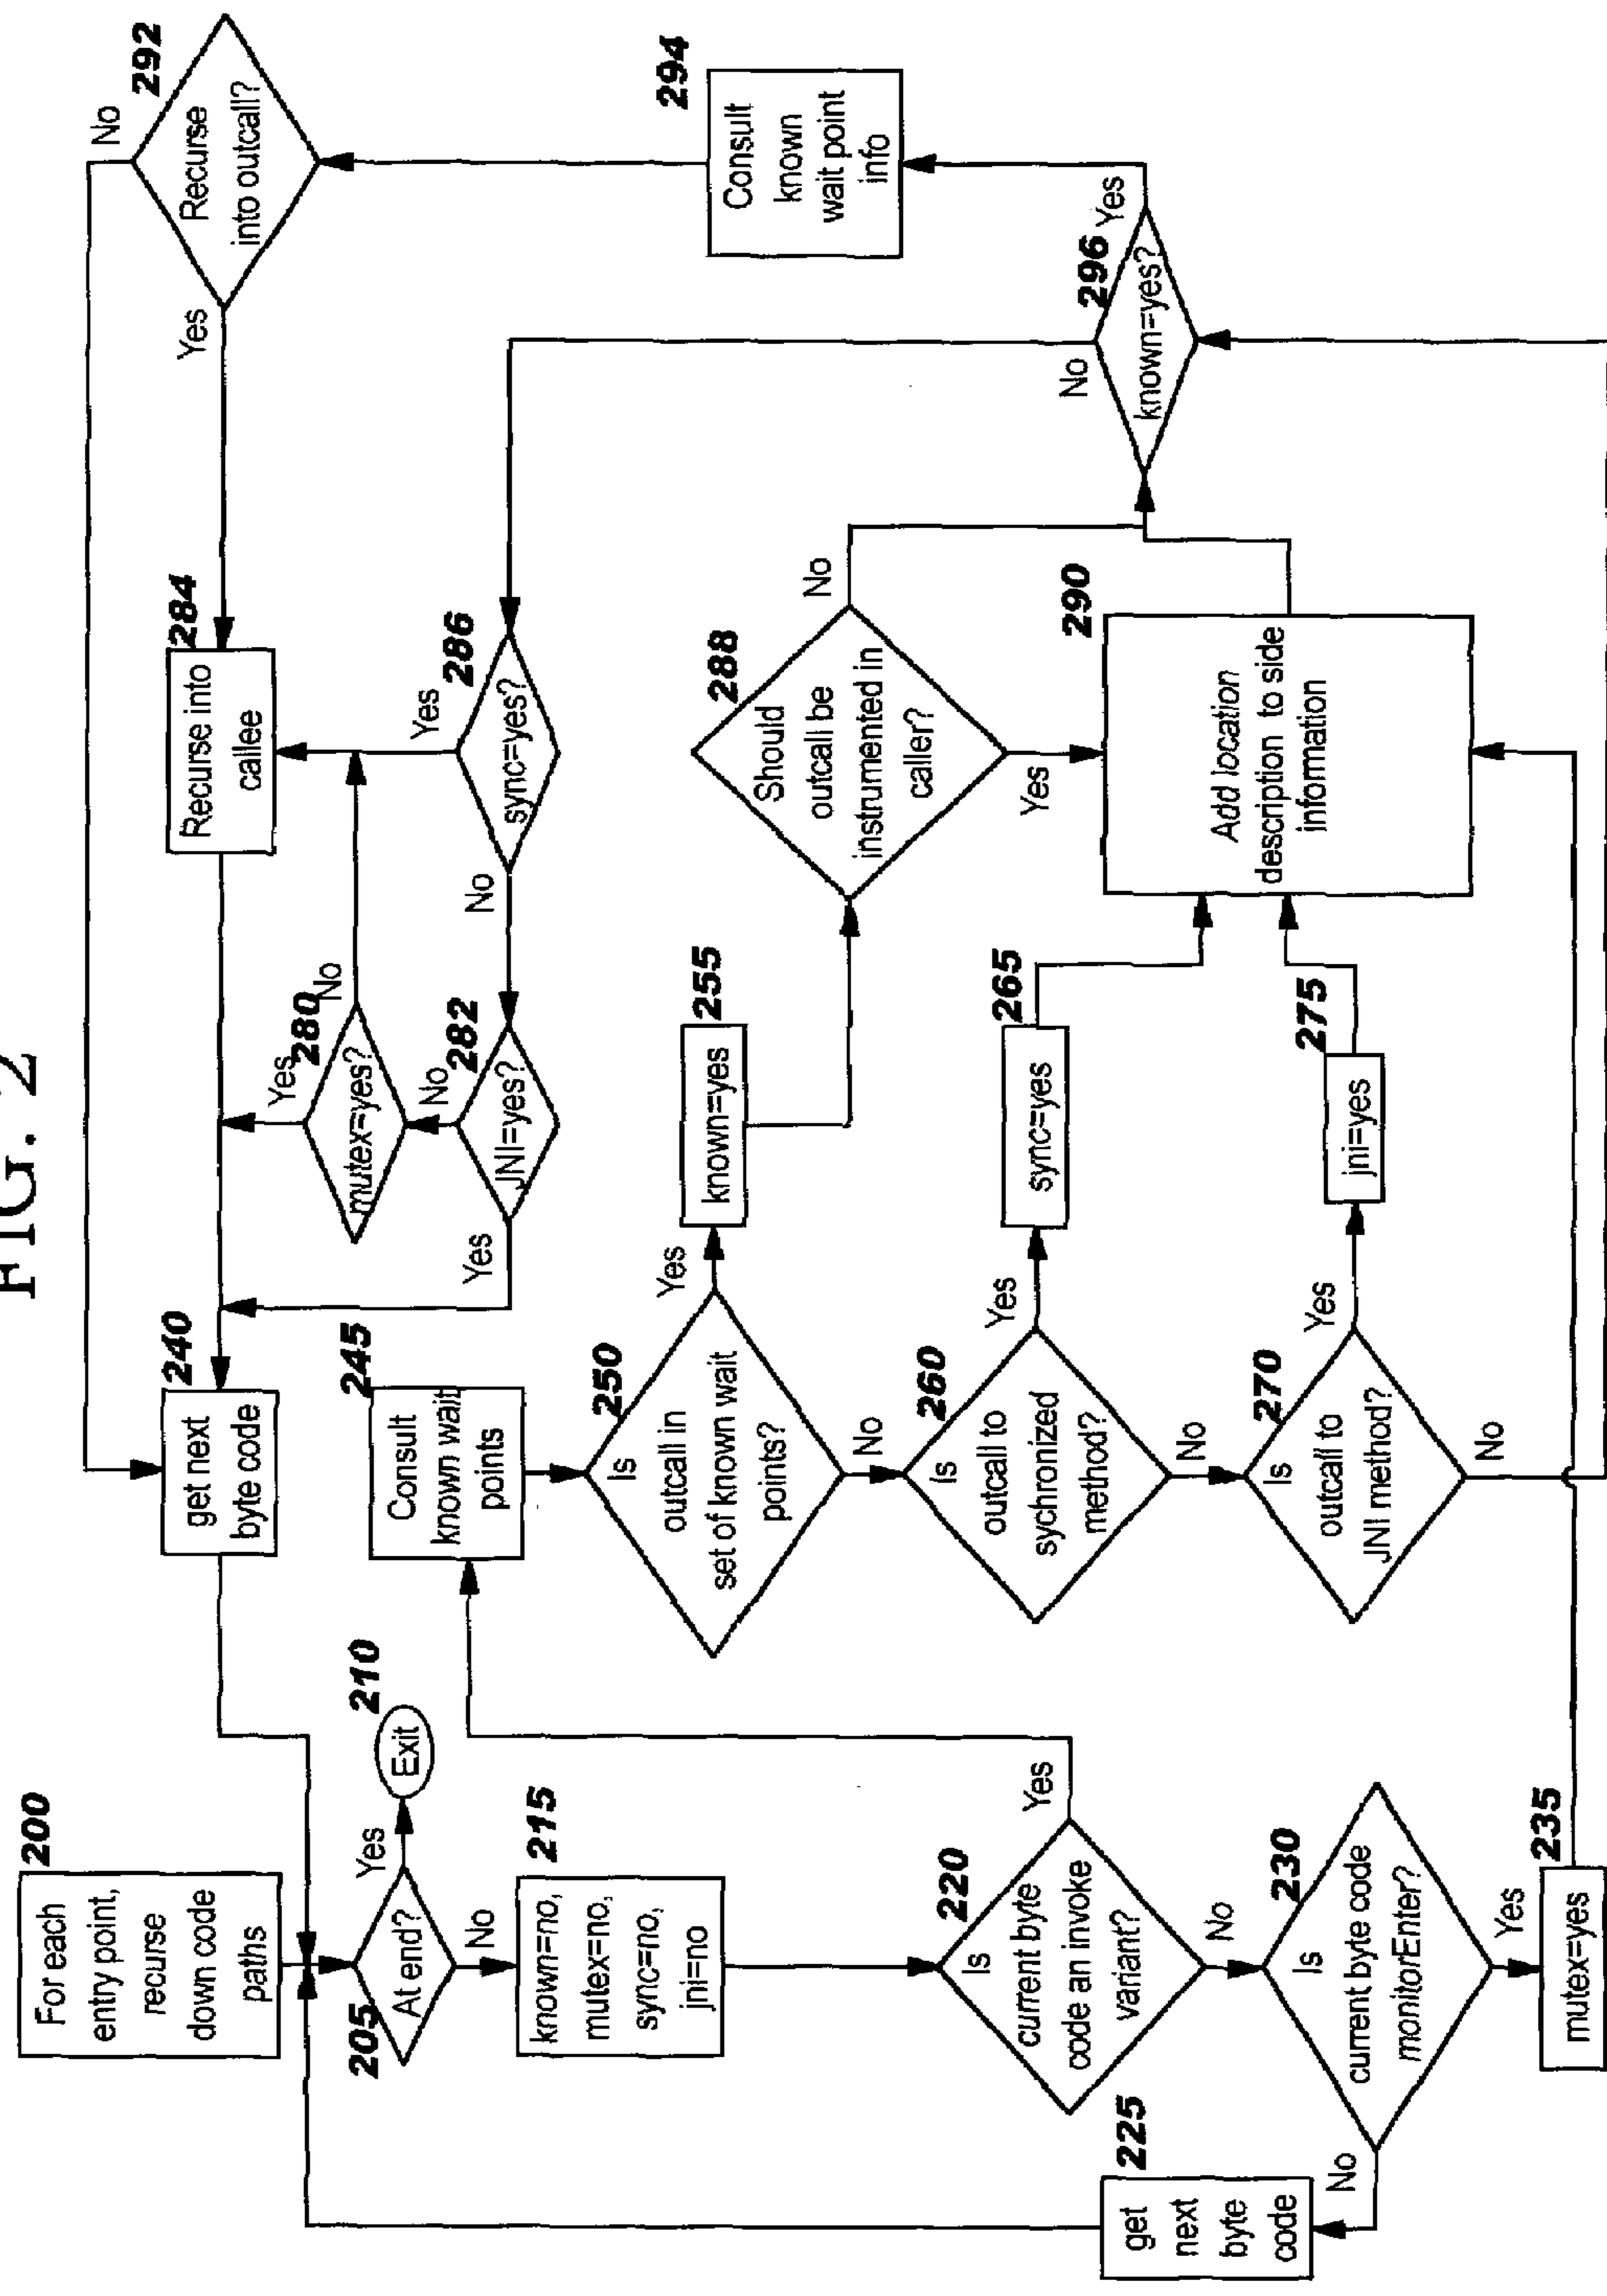 FIG. 2
200
For each
entry point,
recurse
down code
paths
205
At end?
Yes
210
Exit
No
215
known=no,
mutex=no,
sync=no,
jni=no
220
Is
current byte
code an invoke
variant?
Yes
No
225
get
next
byte
code
No
230
Is
current byte code
monitorEnter?
Yes
235
mutex=yes
240
get next
byte code
245
Consult
known wait
points
250
Is
outcall in
set of known wait
points?
Yes
255
known=yes
No
260
Is
outcall to
sychronized
method?
Yes
265
sync=yes
No
270
Is
outcall to
JNI method?
Yes
275
jni=yes
No
280
mutex=yes?
Yes
No
282
JNI=yes?
No
Yes
284
Recurse into
callee
286
sync=yes?
Yes
No
288
Should
outcall be
instrumented in
caller?
No
Yes
290
Add location
description to side
information
292
Recurse
into outcall?
No
Yes
294
Consult
known
wait point
info
296
known=yes?
Yes
No